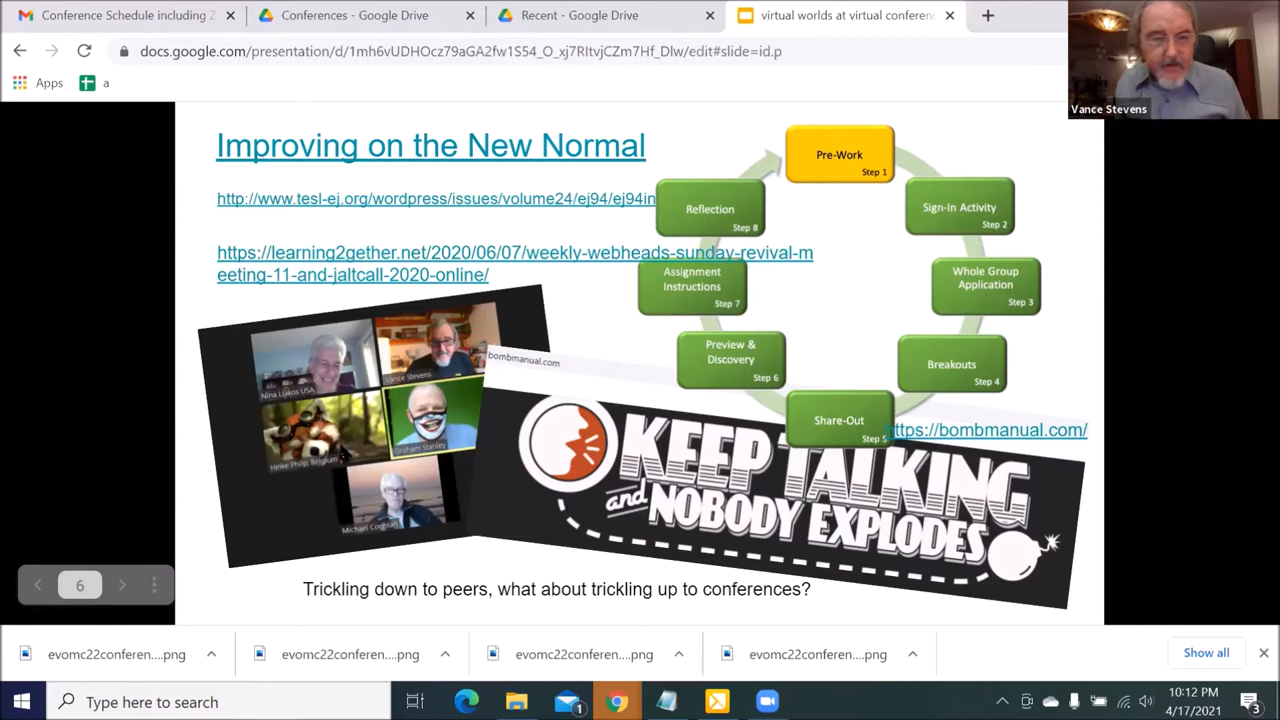 Conference Schedule including Z
Conferences - Google Drive
Recent - Google Drive
virtual worlds at virtual conferenc
docs.google.com/presentation/d/1mh6vUDHOcz79aGA2fw1S54_O_xj7RItvjCZm7Hf_DIw/edit#slide=id.p
Apps
a
Vance Stevens
Improving on the New Normal
http://www.tesl-ej.org/wordpress/issues/volume24/ej94/ej94in
https://learning2gether.net/2020/06/07/weekly-webheads-sunday-revival-m
eeting-11-and-jaltcall-2020-online/
Pre-Work
Step 1
Sign-In Activity
Step 2
Whole Group
Application
Step 3
Breakouts
Step 4
Share-Out
Step 5
Preview &
Discovery
Step 6
Assignment
Instructions
Step 7
Reflection
Step 8
https://bombmanual.com/
Nina Liakos USA
Vance Stevens
Heike Philp, Belgium
Graham Stanley
Michael Coghlan
bombmanual.com
KEEP TALKING
and NOBODY EXPLODES
Trickling down to peers, what about trickling up to conferences?
6
evomc22conferen....png
evomc22conferen....png
evomc22conferen....png
evomc22conferen....png
Show all
Type here to search
1
10:12 PM
4/17/2021
3